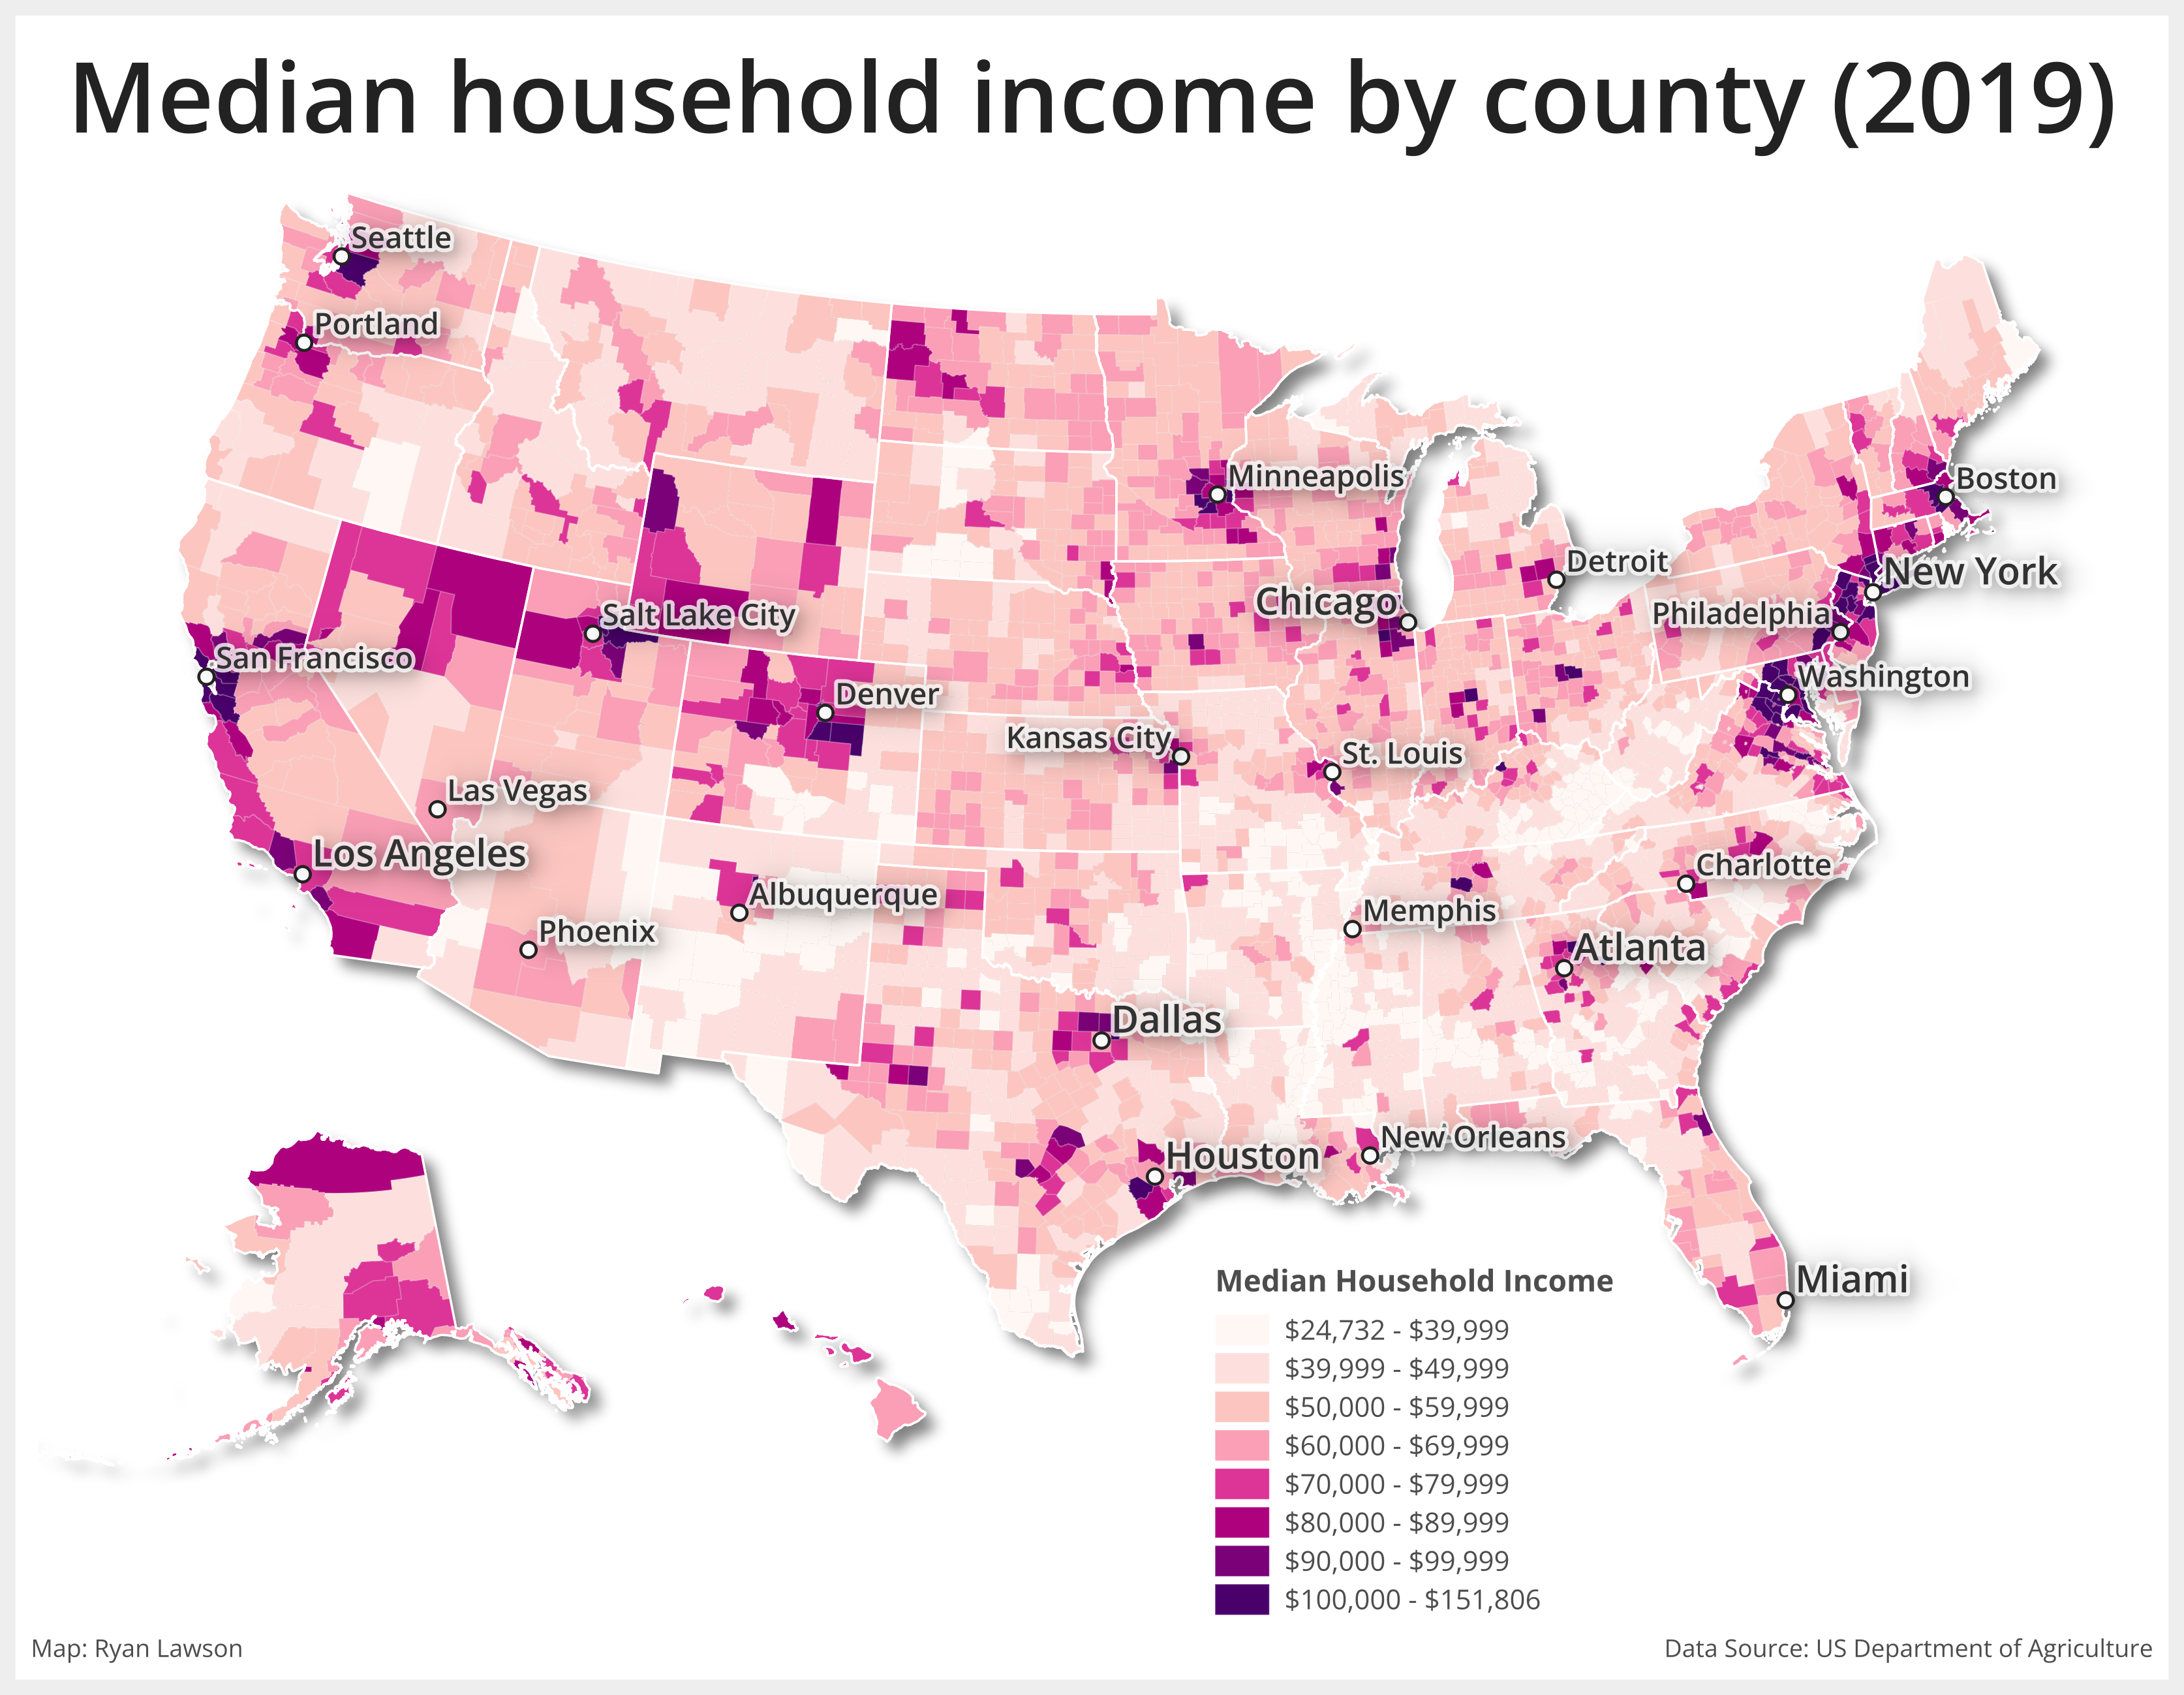 Median household income by county (2019)
Seattle
Portland
Minneapolis
Boston
Detroit
New York
Chicago
Salt Lake City
Philadelphia
San Francisco
Washington
Denver
Kansas City
St. Louis
Las Vegas
Los Angeles
Charlotte
Albuquerque
Memphis
Phoenix
Atlanta
Dallas
New Orleans
Houston
Miami
Median Household Income
$24,732 - $39,999
$39,999 - $49,999
$50,000 - $59,999
$60,000 - $69,999
$70,000 - $79,999
$80,000 - $89,999
$90,000 - $99,999
$100,000 - $151,806
Map: Ryan Lawson
Data Source: US Department of Agriculture